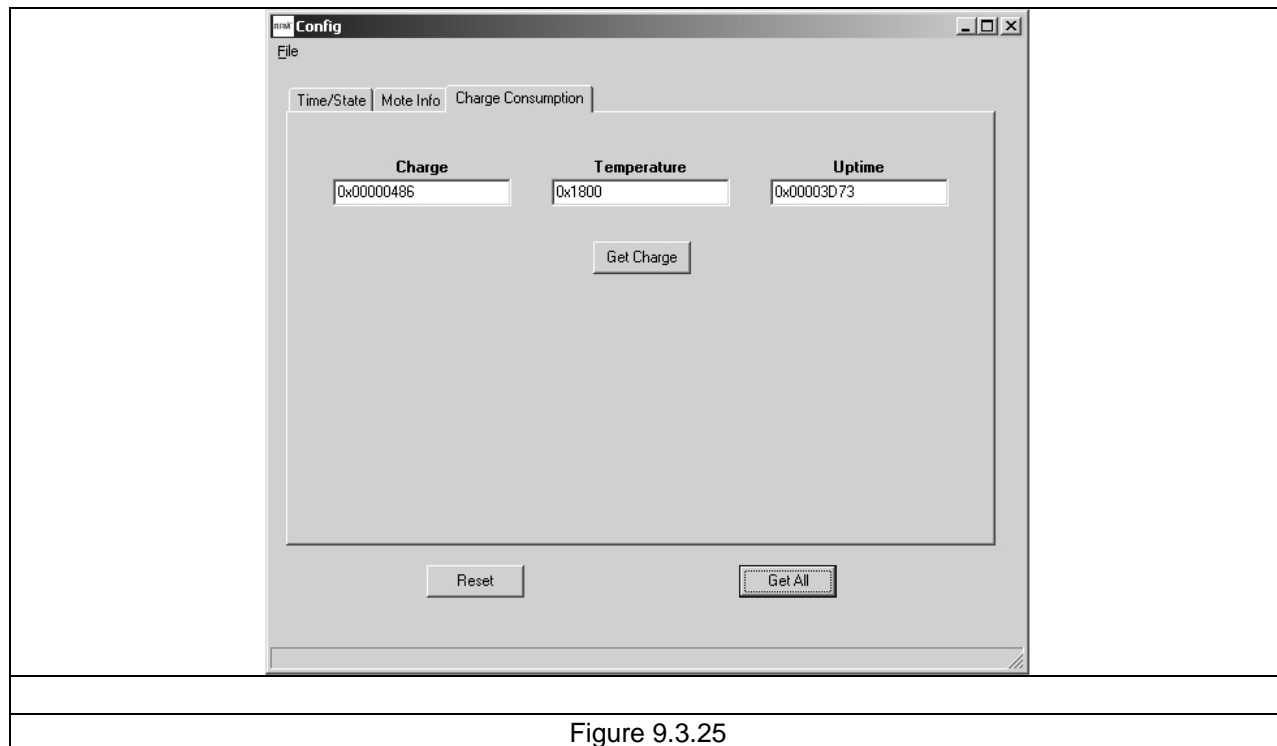 Config
File
Time/State Mote Info Charge Consumption
Charge Temperature Uptime
0x00000486 0x1800 0x00003D73
Get Charge
Reset Get All
Figure 9.3.25